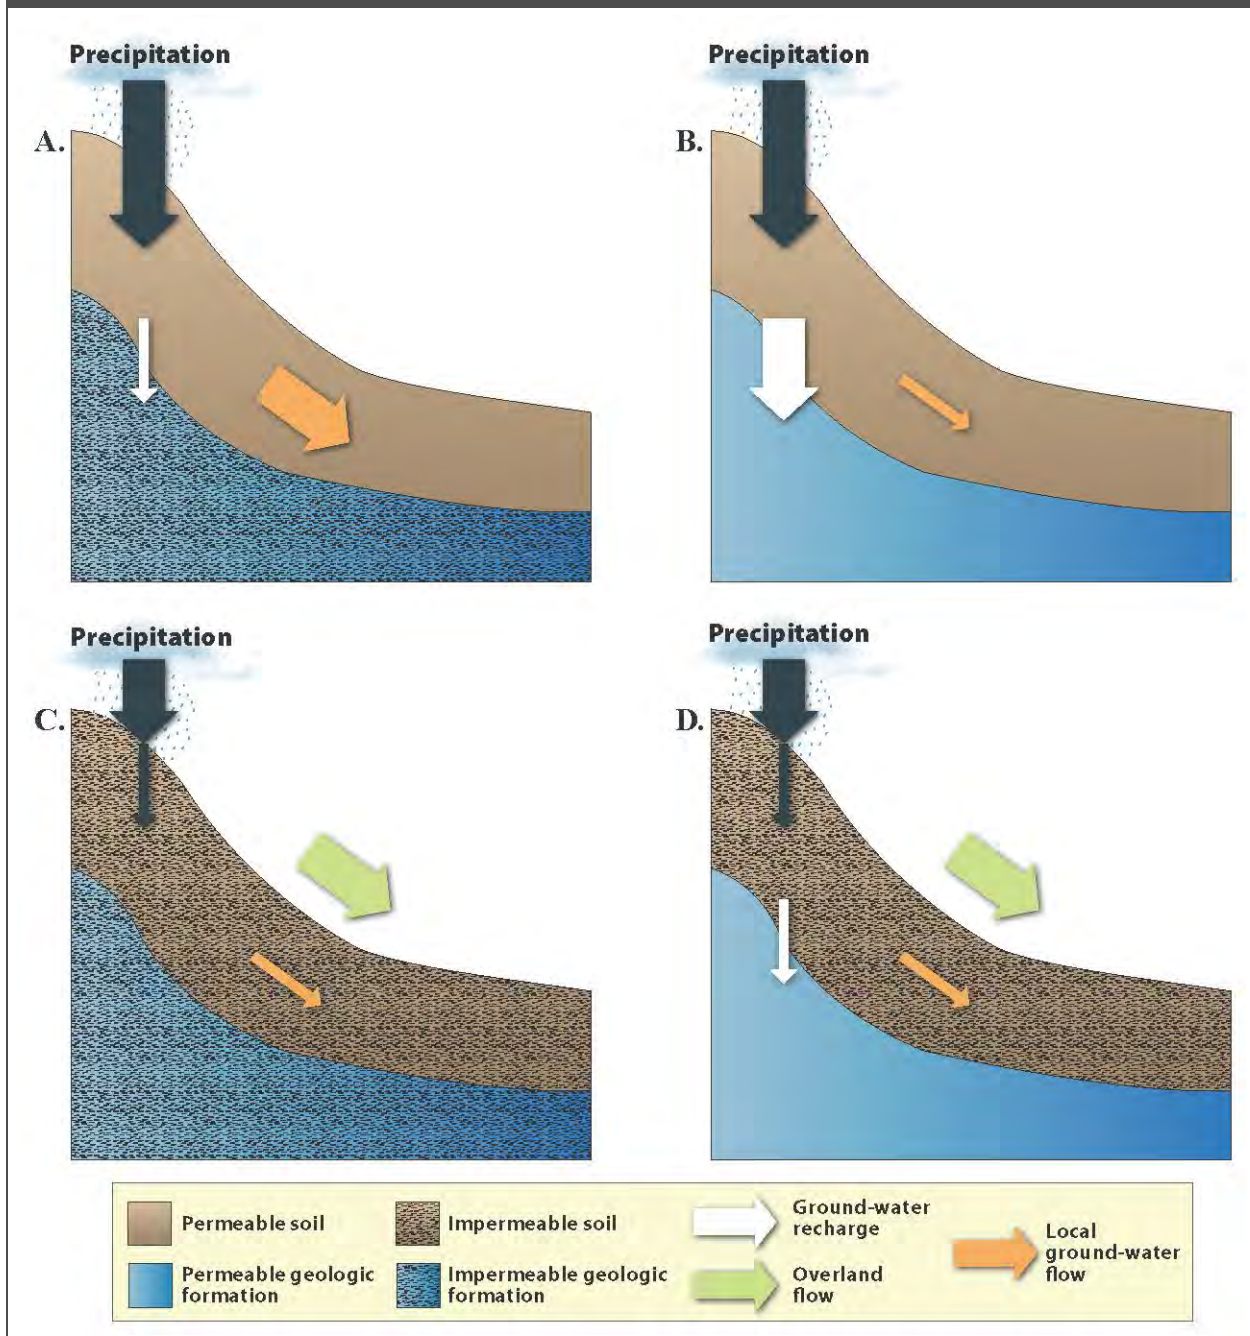 Precipitation
Precipitation
A.
B.
Precipitation
Precipitation
C.
D.
Permeable soil
Impermeable soil
Ground-water
recharge
Local
ground-water
flow
Permeable geologic
formation
Impermeable geologic
formation
Overland
flow